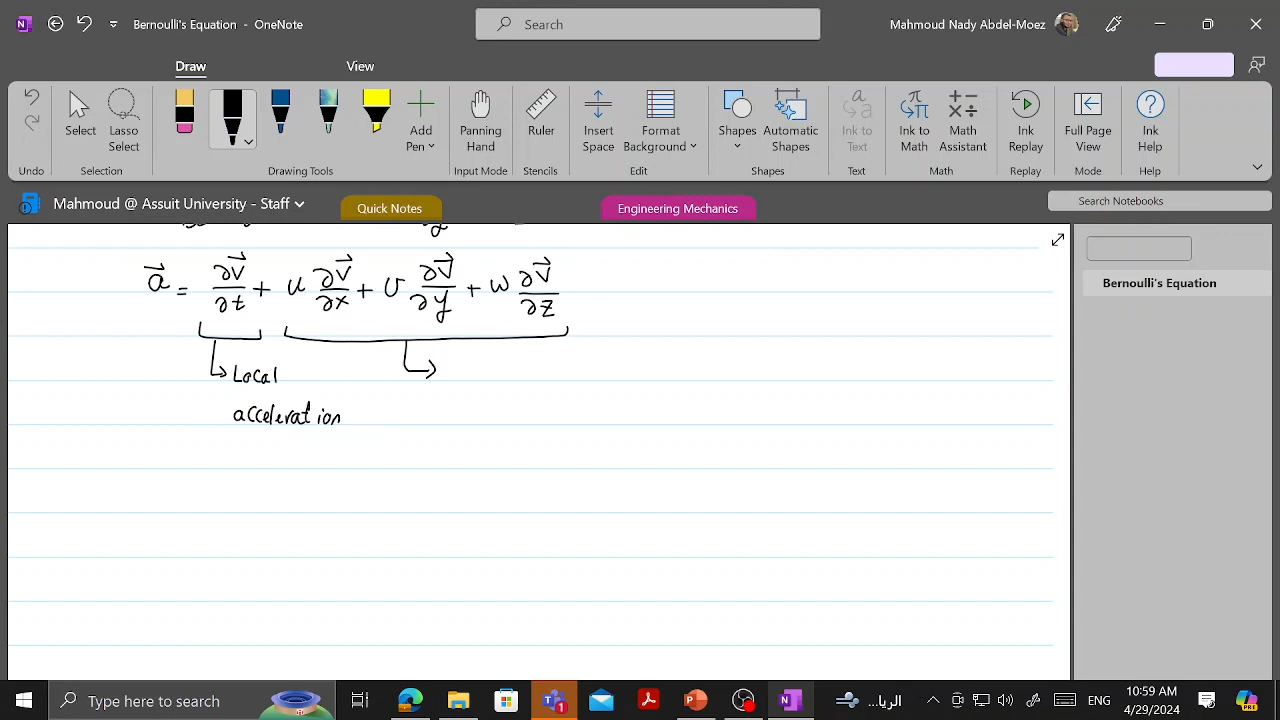 Bernoulli's Equation - OneNote
Search
Mahmoud Nady Abdel-Moez
Draw
View
Select
Lasso Select
Add Pen
Panning Hand
Ruler
Insert Space
Format Background
Shapes
Automatic Shapes
Ink to Text
Ink to Math
Math Assistant
Ink Replay
Full Page View
Ink Help
Undo
Selection
Drawing Tools
Input Mode
Stencils
Edit
Shapes
Math
Replay
Mode
Help
Mahmoud @ Assuit University - Staff
Quick Notes
Engineering Mechanics
Search Notebooks
Bernoulli's Equation
a⃗ = ∂V⃗/∂t + u ∂V⃗/∂x + v ∂V⃗/∂y + w ∂V⃗/∂z
Local
acceleration
Type here to search
الريا...
ENG
10:59 AM
4/29/2024